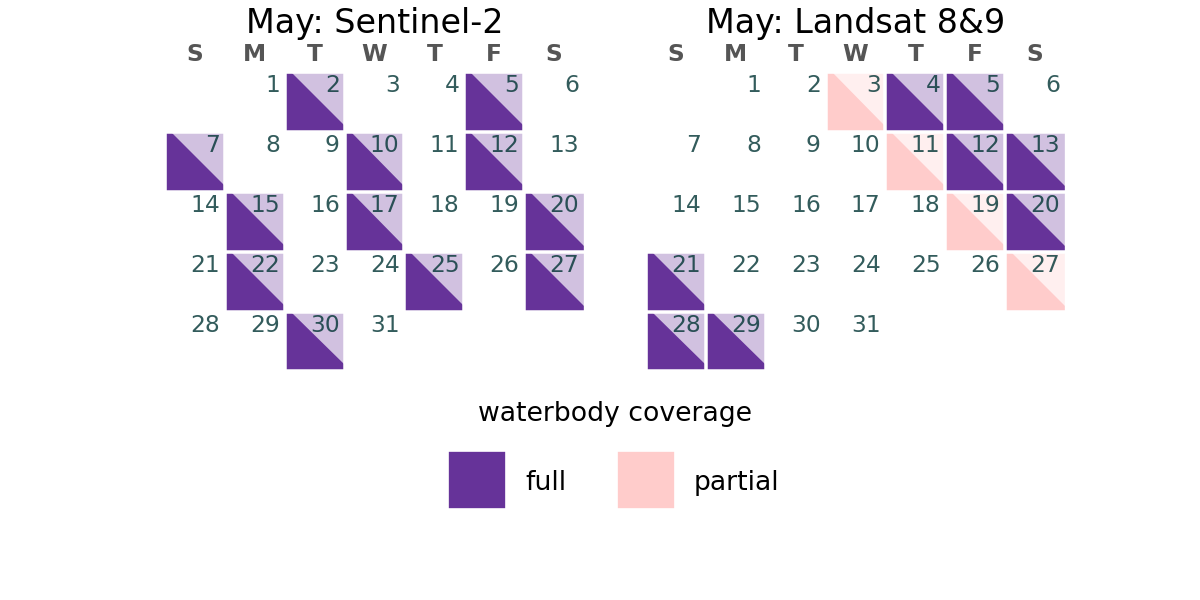 May: Sentinel-2
S M T W T F S
1 2 3 4 5 6
7 8 9 10 11 12 13
14 15 16 17 18 19 20
21 22 23 24 25 26 27
28 29 30 31
May: Landsat 8&9
S M T W T F S
1 2 3 4 5 6
7 8 9 10 11 12 13
14 15 16 17 18 19 20
21 22 23 24 25 26 27
28 29 30 31
waterbody coverage
full partial